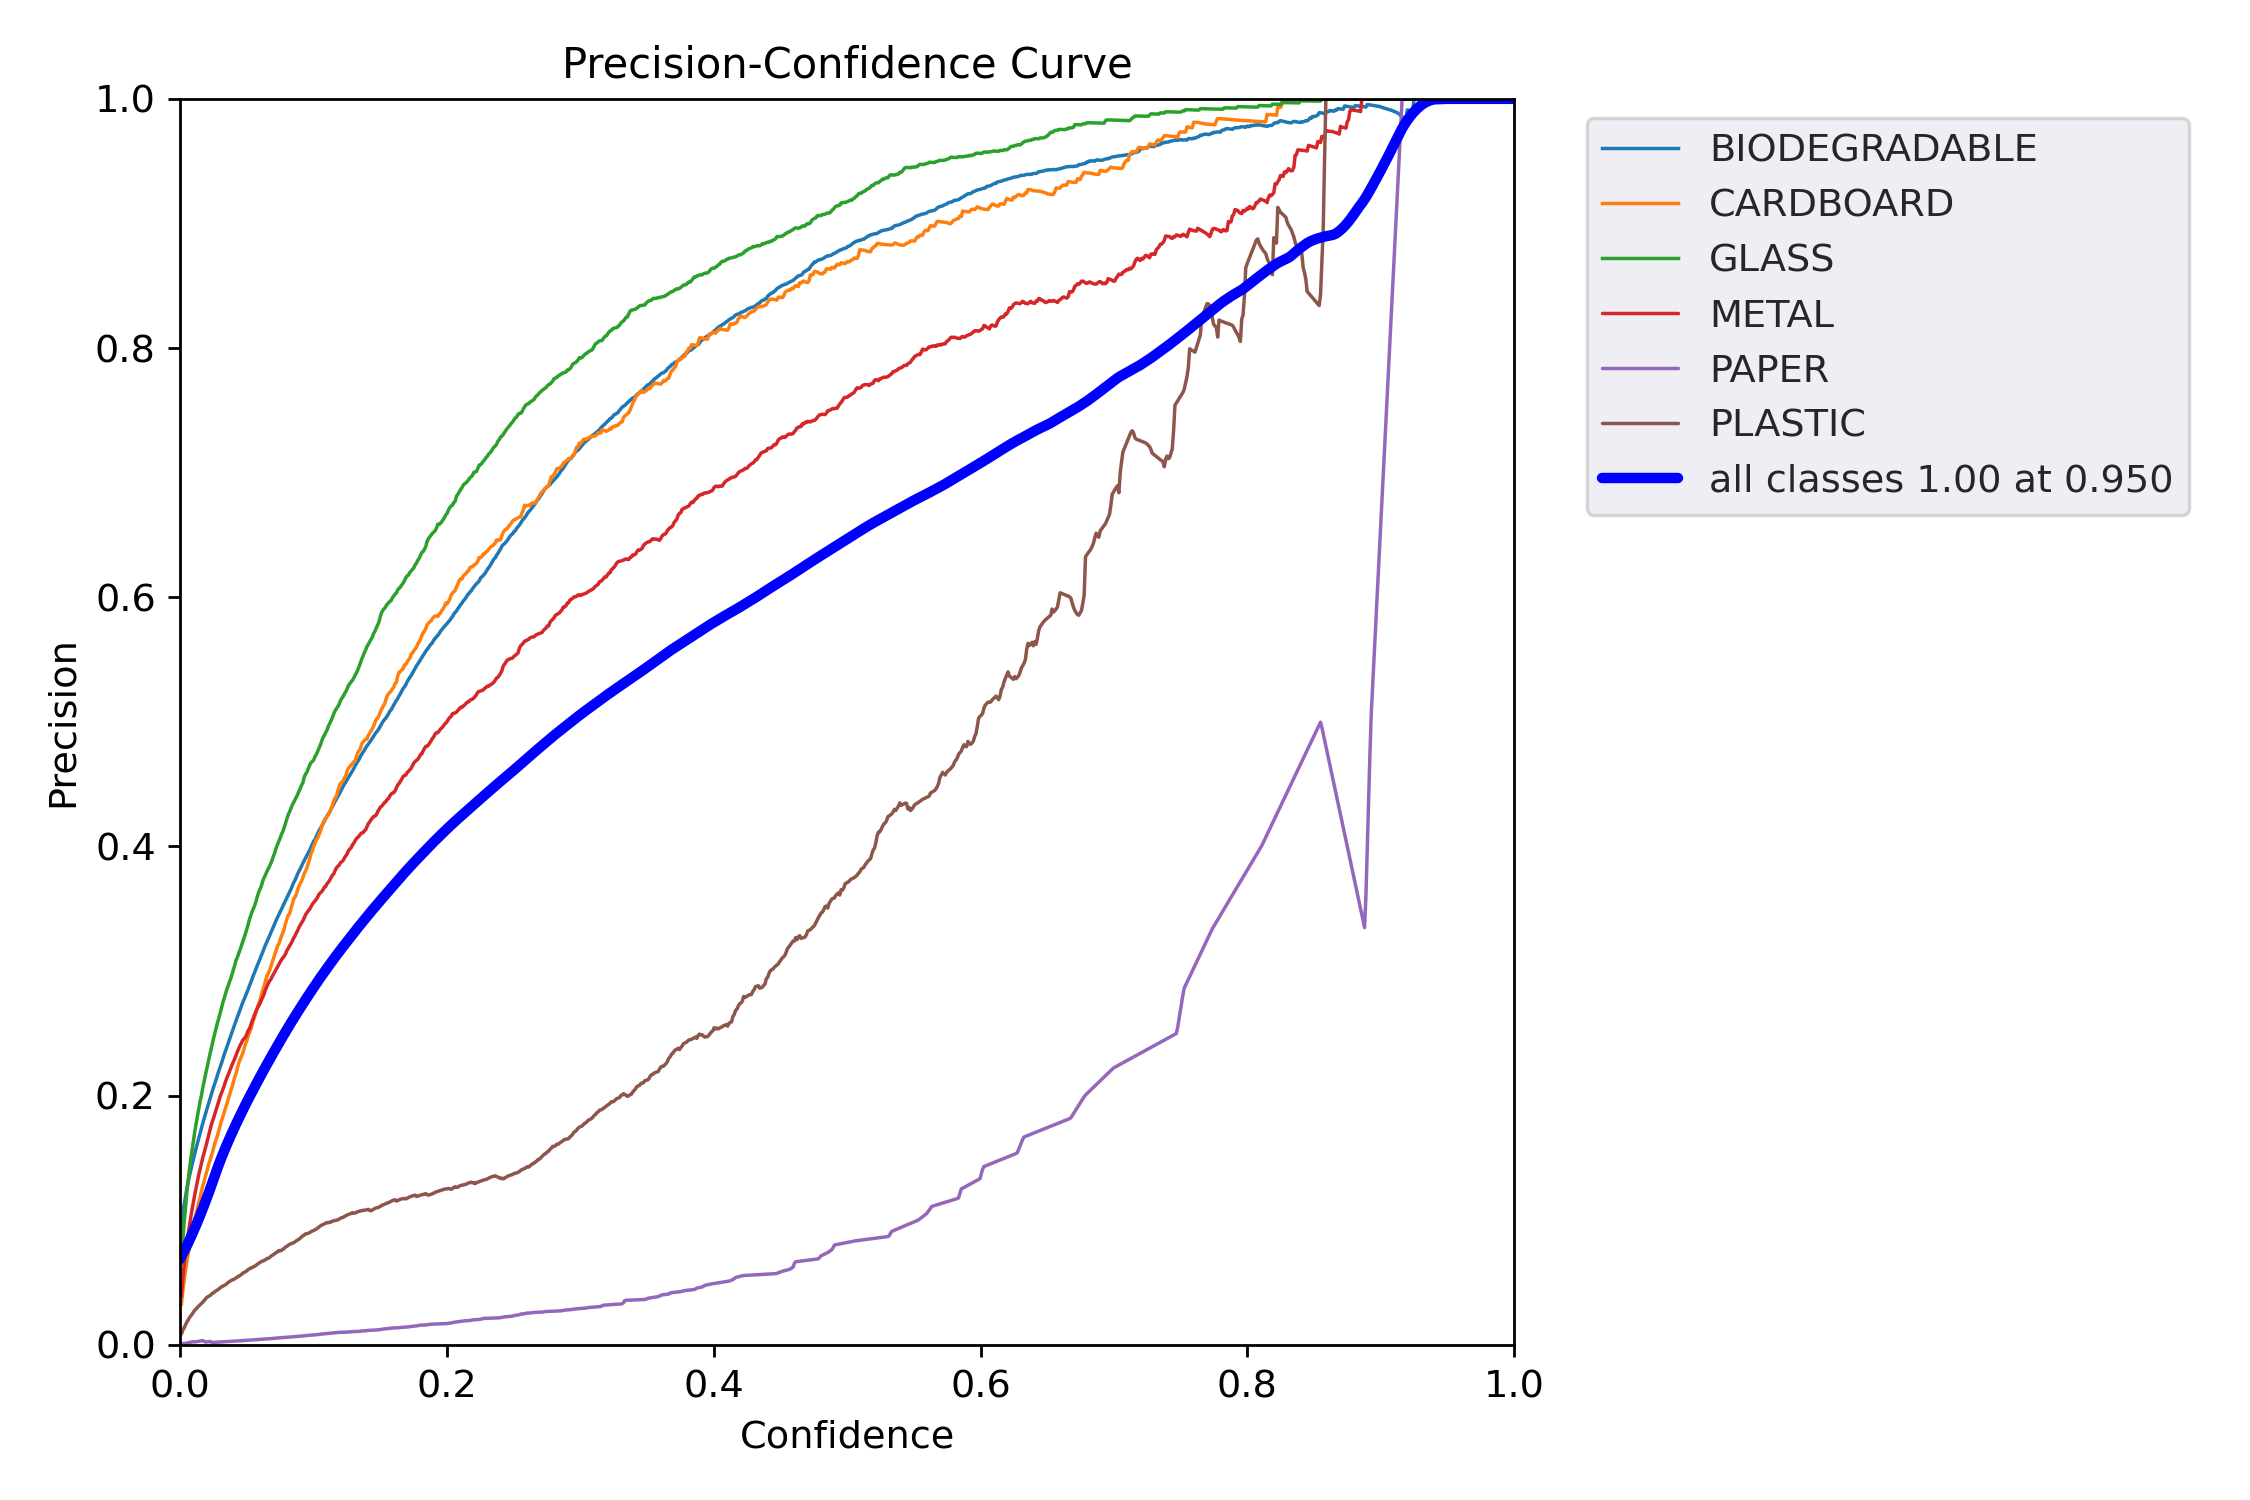 Precision-Confidence Curve
1.0
0.8
0.6
0.4
0.2
0.0
Precision
0.0 0.2 0.4 0.6 0.8 1.0
Confidence
BIODEGRADABLE
CARDBOARD
GLASS
METAL
PAPER
PLASTIC
all classes 1.00 at 0.950